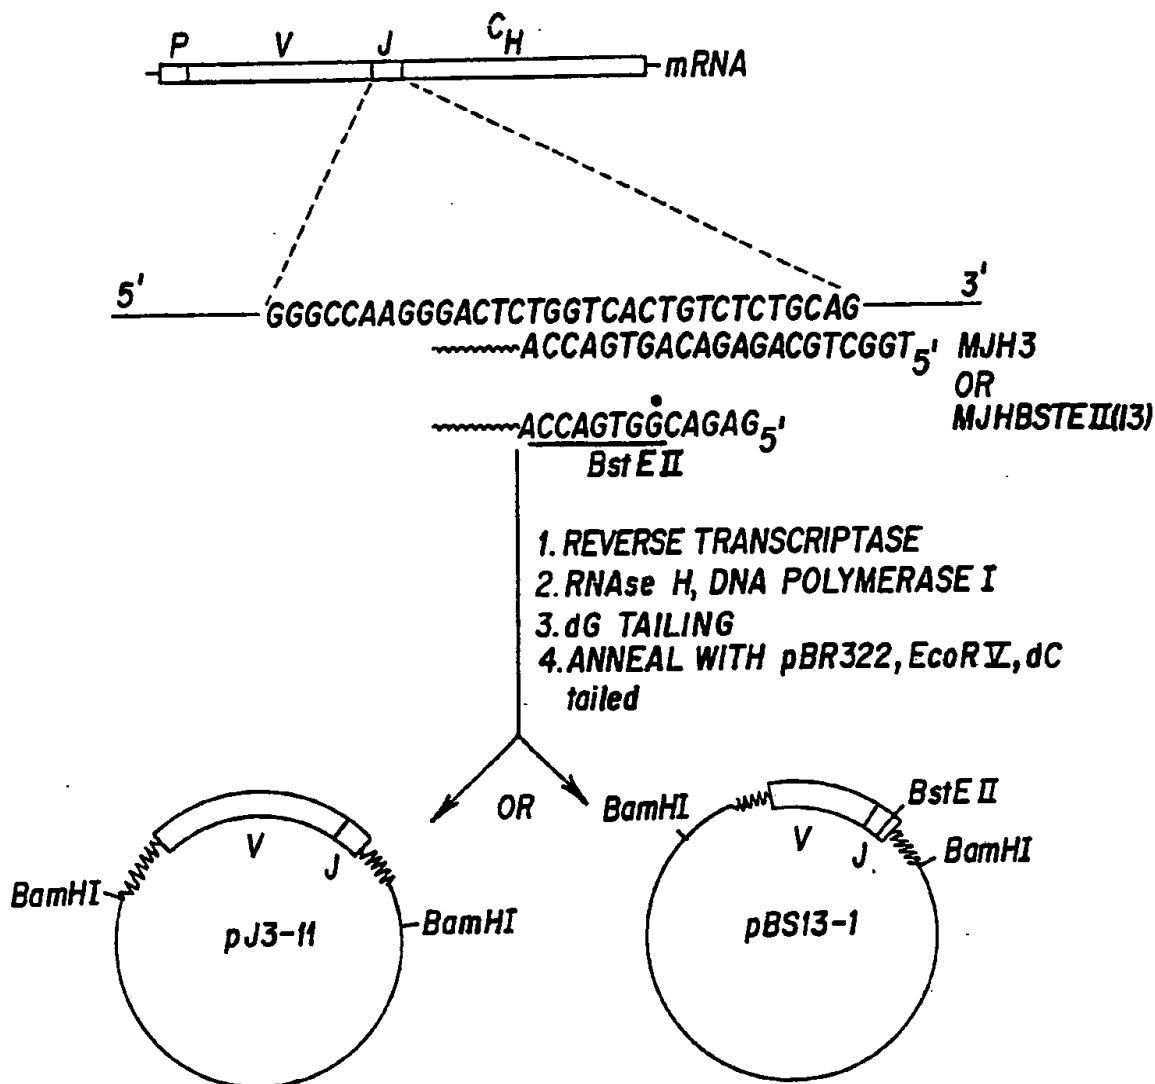 P V J CH
mRNA
5' 3'
GGGCCAAGGGACTCTGGTCACTGTCTCTGCAG
ACCAGTGACAGAGACGTCGGT5' MJH3
OR
MJHBSTEII(13)
ACCAGTGGCAGAG5'
BstEII
1. REVERSE TRANSCRIPTASE
2. RNAse H, DNA POLYMERASE I
3. dG TAILING
4. ANNEAL WITH pBR322, EcoRV, dC
tailed
OR
BamHI
V
J
BamHI
pJ3-11
BamHI
BstEII
V
J
BamHI
pBS13-1